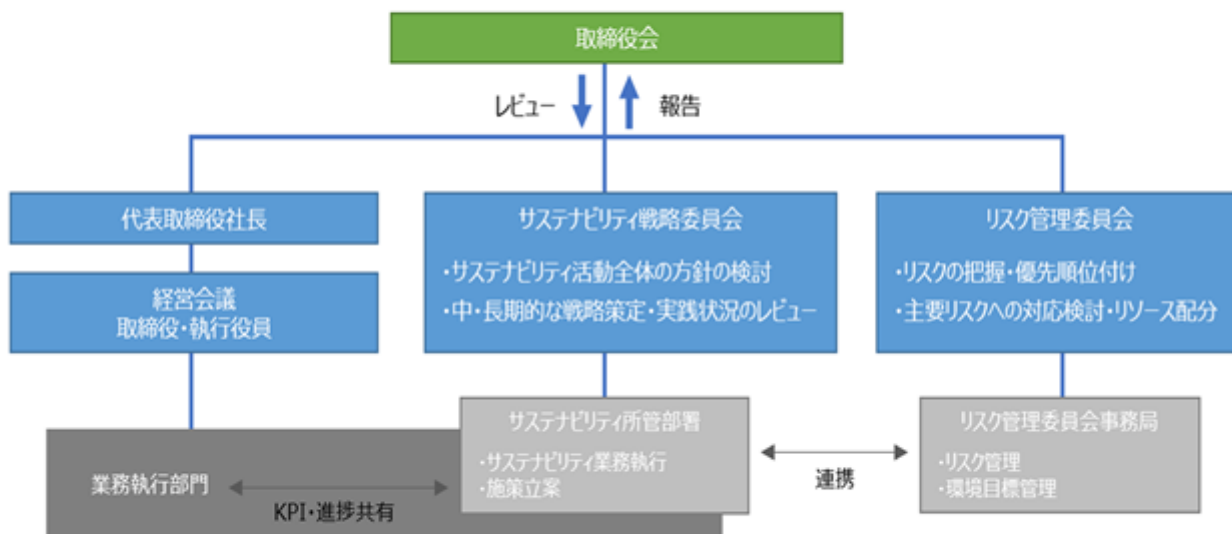 取締役会
レビュー
報告
代表取締役社長
経営会議
取締役・執行役員
サステナビリティ戦略委員会
・サステナビリティ活動全体の方針の検討
・中・長期的な戦略策定・実践状況のレビュー
リスク管理委員会
・リスクの把握・優先順位付け
・主要リスクへの対応検討・リソース配分
業務執行部門
KPI・進捗共有
サステナビリティ所管部署
・サステナビリティ業務執行
・施策立案
連携
リスク管理委員会事務局
・リスク管理
・環境目標管理